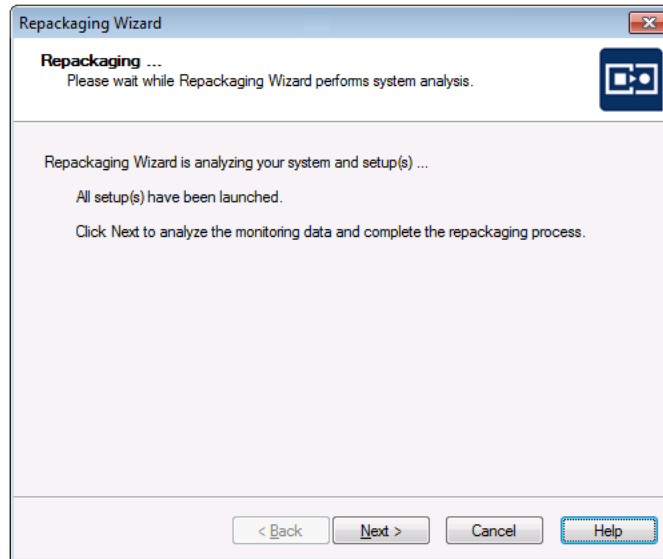 Repackaging Wizard
Repackaging ...
Please wait while Repackaging Wizard performs system analysis.
Repackaging Wizard is analyzing your system and setup(s) ...
All setup(s) have been launched.
Click Next to analyze the monitoring data and complete the repackaging process.
< Back Next > Cancel Help